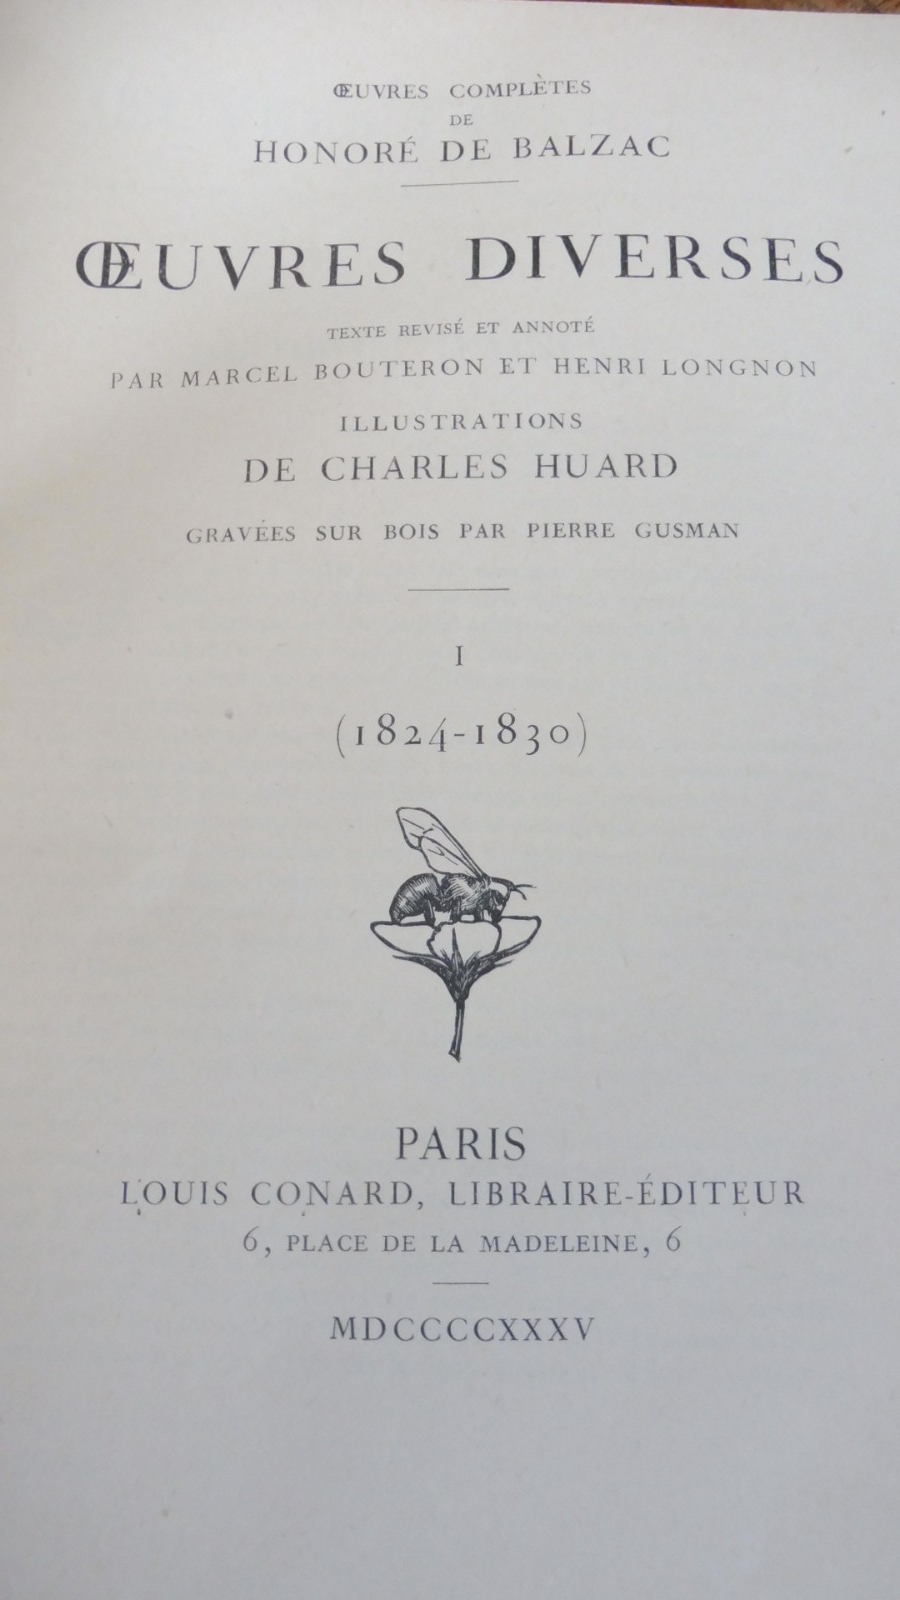 ŒUVRES COMPLÈTES
DE
HONORÉ DE BALZAC
ŒUVRES DIVERSES
TEXTE REVISÉ ET ANNOTÉ
PAR MARCEL BOUTERON ET HENRI LONGNON
ILLUSTRATIONS
DE CHARLES HUARD
GRAVÉES SUR BOIS PAR PIERRE GUSMAN
I
(1824-1830)
PARIS
LOUIS CONARD, LIBRAIRE-ÉDITEUR
6, PLACE DE LA MADELEINE, 6
MDCCCCXXXV